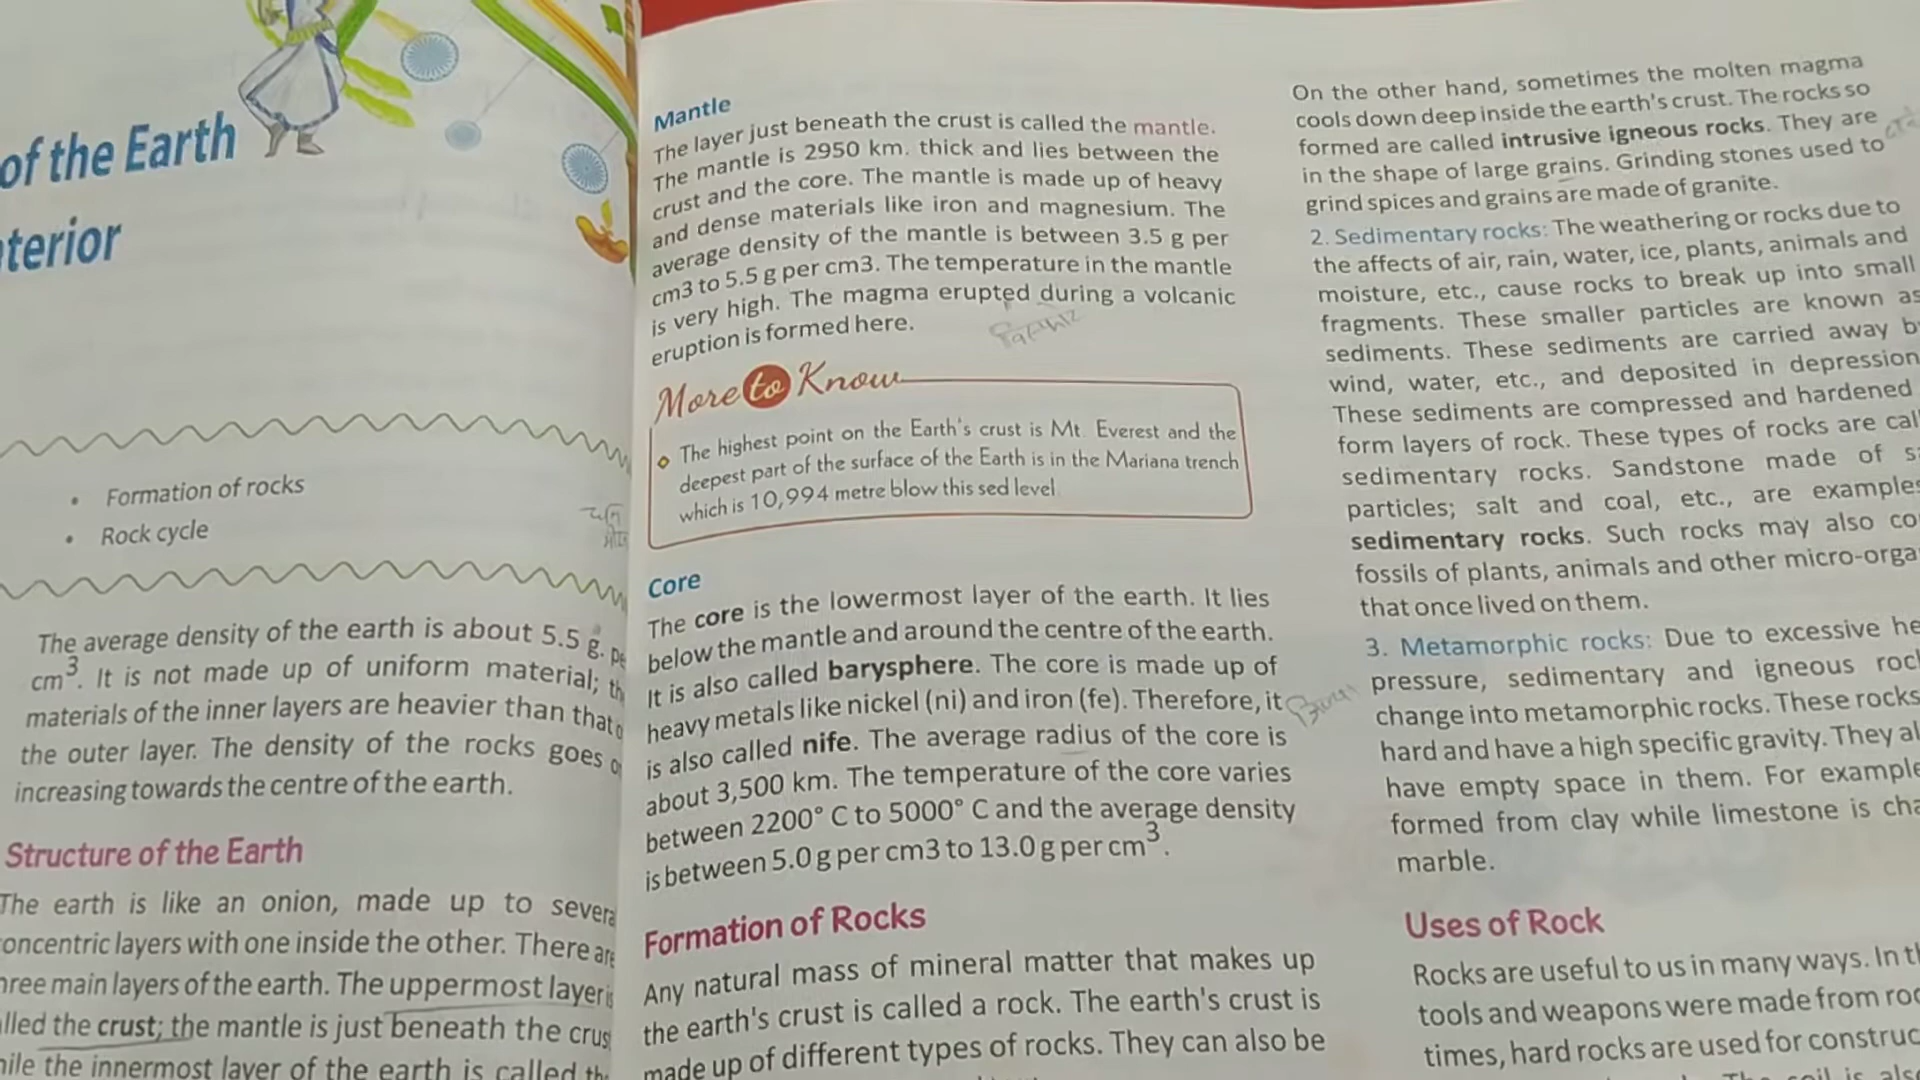 of the Earth
terior
Formation of rocks
Rock cycle
The average density of the earth is about 5.5 g.
cm3. It is not made up of uniform material;
materials of the inner layers are heavier than that
the outer layer. The density of the rocks goes
increasing towards the centre of the earth.
Structure of the Earth
The earth is like an onion, made up to
concentric layers with one inside the other. There are
three main layers of the earth. The uppermost layer is
the crust; the mantle is just beneath the
the innermost layer of the earth is called
Mantle
The layer just beneath the crust is called the mantle.
The mantle is 2950 km. thick and lies between the
crust and the core. The mantle is made up of heavy
and dense materials like iron and magnesium. The
average density of the mantle is between 3.5 g per
cm3 to 5.5 g per cm3. The temperature in the mantle
is very high. The magma erupted during a volcanic
eruption is formed here.
More to Know
The highest point on the Earth's crust is Mt. Everest and the
deepest part of the surface of the Earth is in the Mariana trench
which is 10,994 metre blow this sed level
Core
The core is the lowermost layer of the earth. It lies
below the mantle and around the centre of the earth.
It is also called barysphere. The core is made up of
heavy metals like nickel (ni) and iron (fe). Therefore, it
is also called nife. The average radius of the core is
about 3,500 km. The temperature of the core varies
between 2200° C to 5000° C and the average density
is between 5.0 g per cm3 to 13.0 g per cm3.
Formation of Rocks
Any natural mass of mineral matter that makes up
the earth's crust is called a rock. The earth's crust is
made up of different types of rocks. They can also be
On the other hand, sometimes the molten magma
cools down deep inside the earth's crust. The rocks so
formed are called intrusive igneous rocks. They are
in the shape of large grains. Grinding stones used to
grind spices and grains are made of granite.
2. Sedimentary rocks: The weathering or rocks due to
the affects of air, rain, water, ice, plants, animals and
moisture, etc., cause rocks to break up into small
fragments. These smaller particles are known as
sediments. These sediments are carried away
wind, water, etc., and deposited in depression
These sediments are compressed and hardened
form layers of rock. These types of rocks are
sedimentary rocks. Sandstone made of
particles; salt and coal, etc., are
sedimentary rocks. Such rocks may also
fossils of plants, animals and other
that once lived on them.
3. Metamorphic rocks: Due to excessive
pressure, sedimentary and igneous
change into metamorphic rocks. These rocks
hard and have a high specific gravity. They
have empty space in them. For example
formed from clay while limestone is
marble.
Uses of Rock
Rocks are useful to us in many ways. In
tools and weapons were made from
times, hard rocks are used for